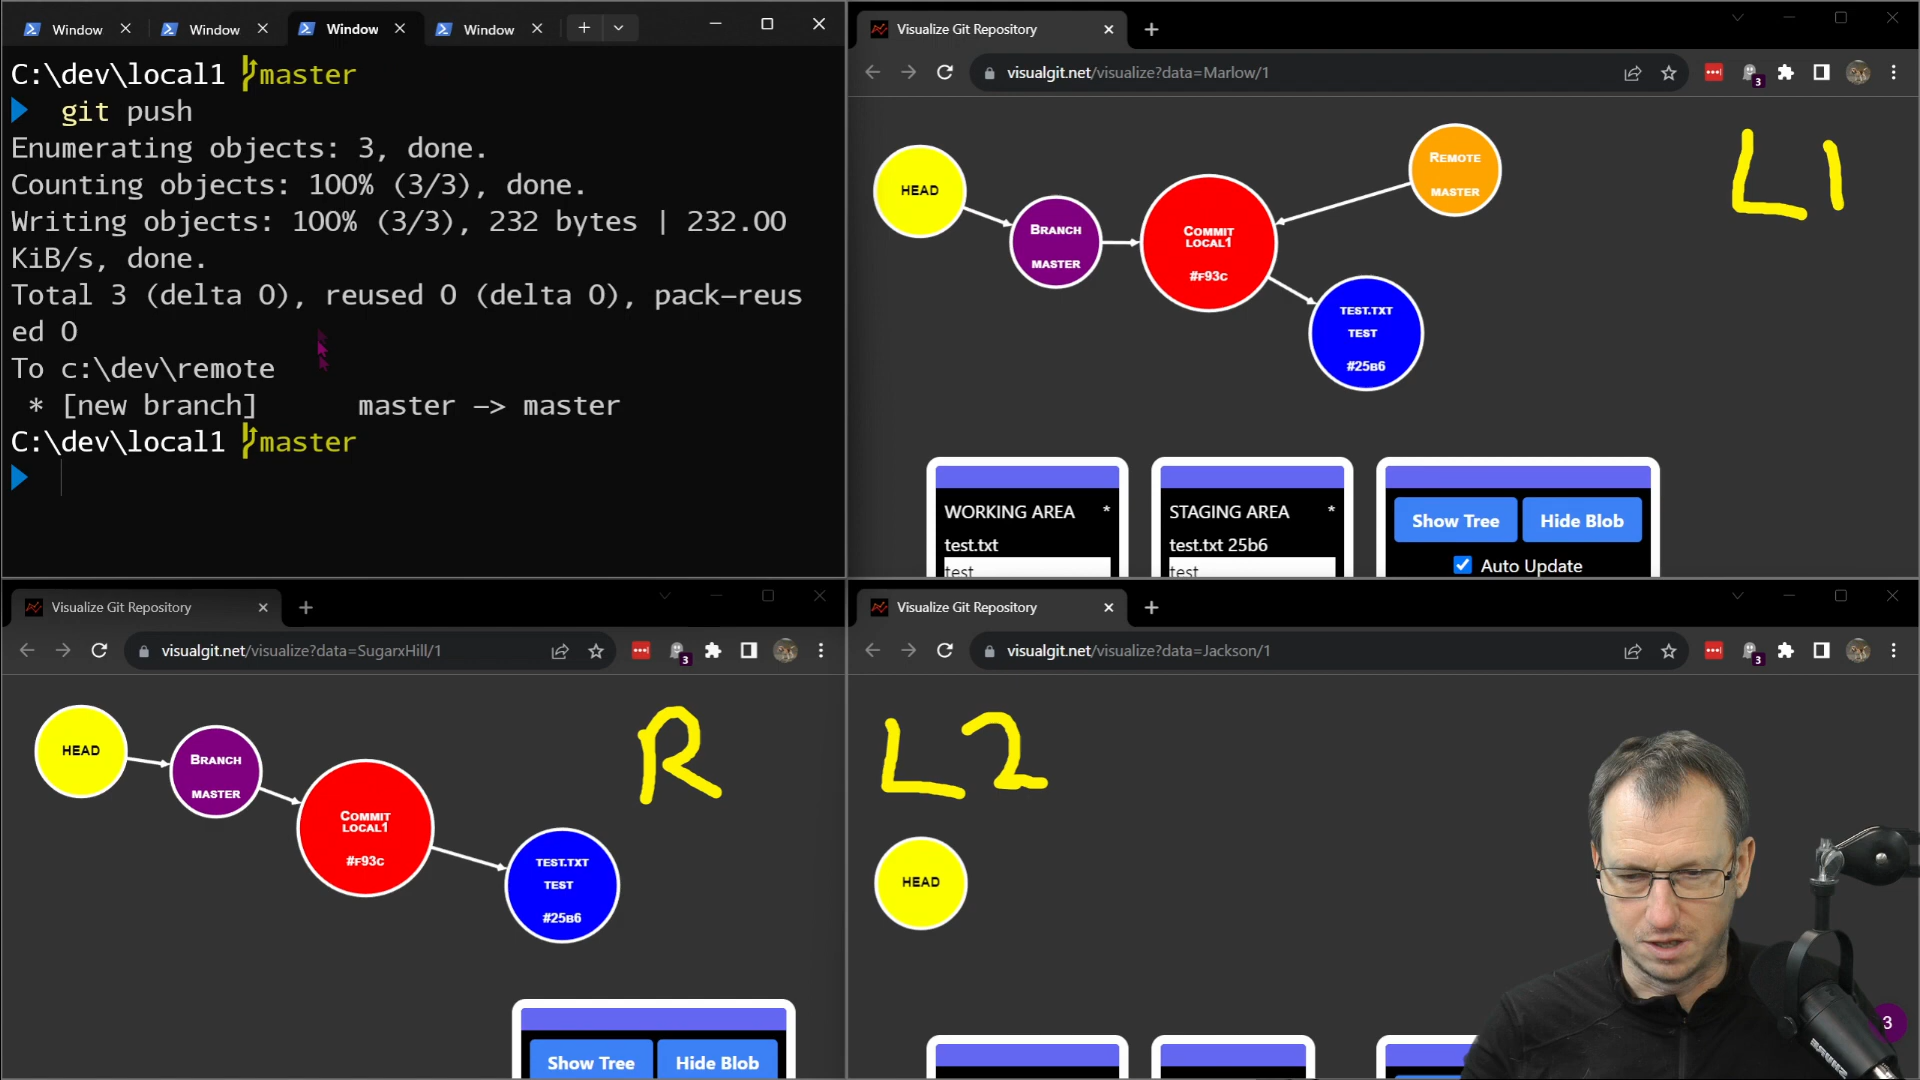 Window
Window
Window
Window
C:\dev\local1 master
git push
Enumerating objects: 3, done.
Counting objects: 100% (3/3), done.
Writing objects: 100% (3/3), 232 bytes | 232.00
KiB/s, done.
Total 3 (delta 0), reused 0 (delta 0), pack-reus
ed 0
To c:\dev\remote
* [new branch]      master -> master
C:\dev\local1 master
Visualize Git Repository
visualgit.net/visualize?data=Marlow/1
3
HEAD
BRANCH
MASTER
COMMIT
LOCAL1
#F93C
REMOTE
MASTER
TEST.TXT
TEST
#25B6
L1
WORKING AREA *
test.txt
test
STAGING AREA *
test.txt 25b6
test
Show Tree
Hide Blob
Auto Update
Visualize Git Repository
visualgit.net/visualize?data=SugarxHill/1
3
HEAD
BRANCH
MASTER
COMMIT
LOCAL1
#F93C
TEST.TXT
TEST
#25B6
R
Show Tree
Hide Blob
Visualize Git Repository
visualgit.net/visualize?data=Jackson/1
3
L2
HEAD
3